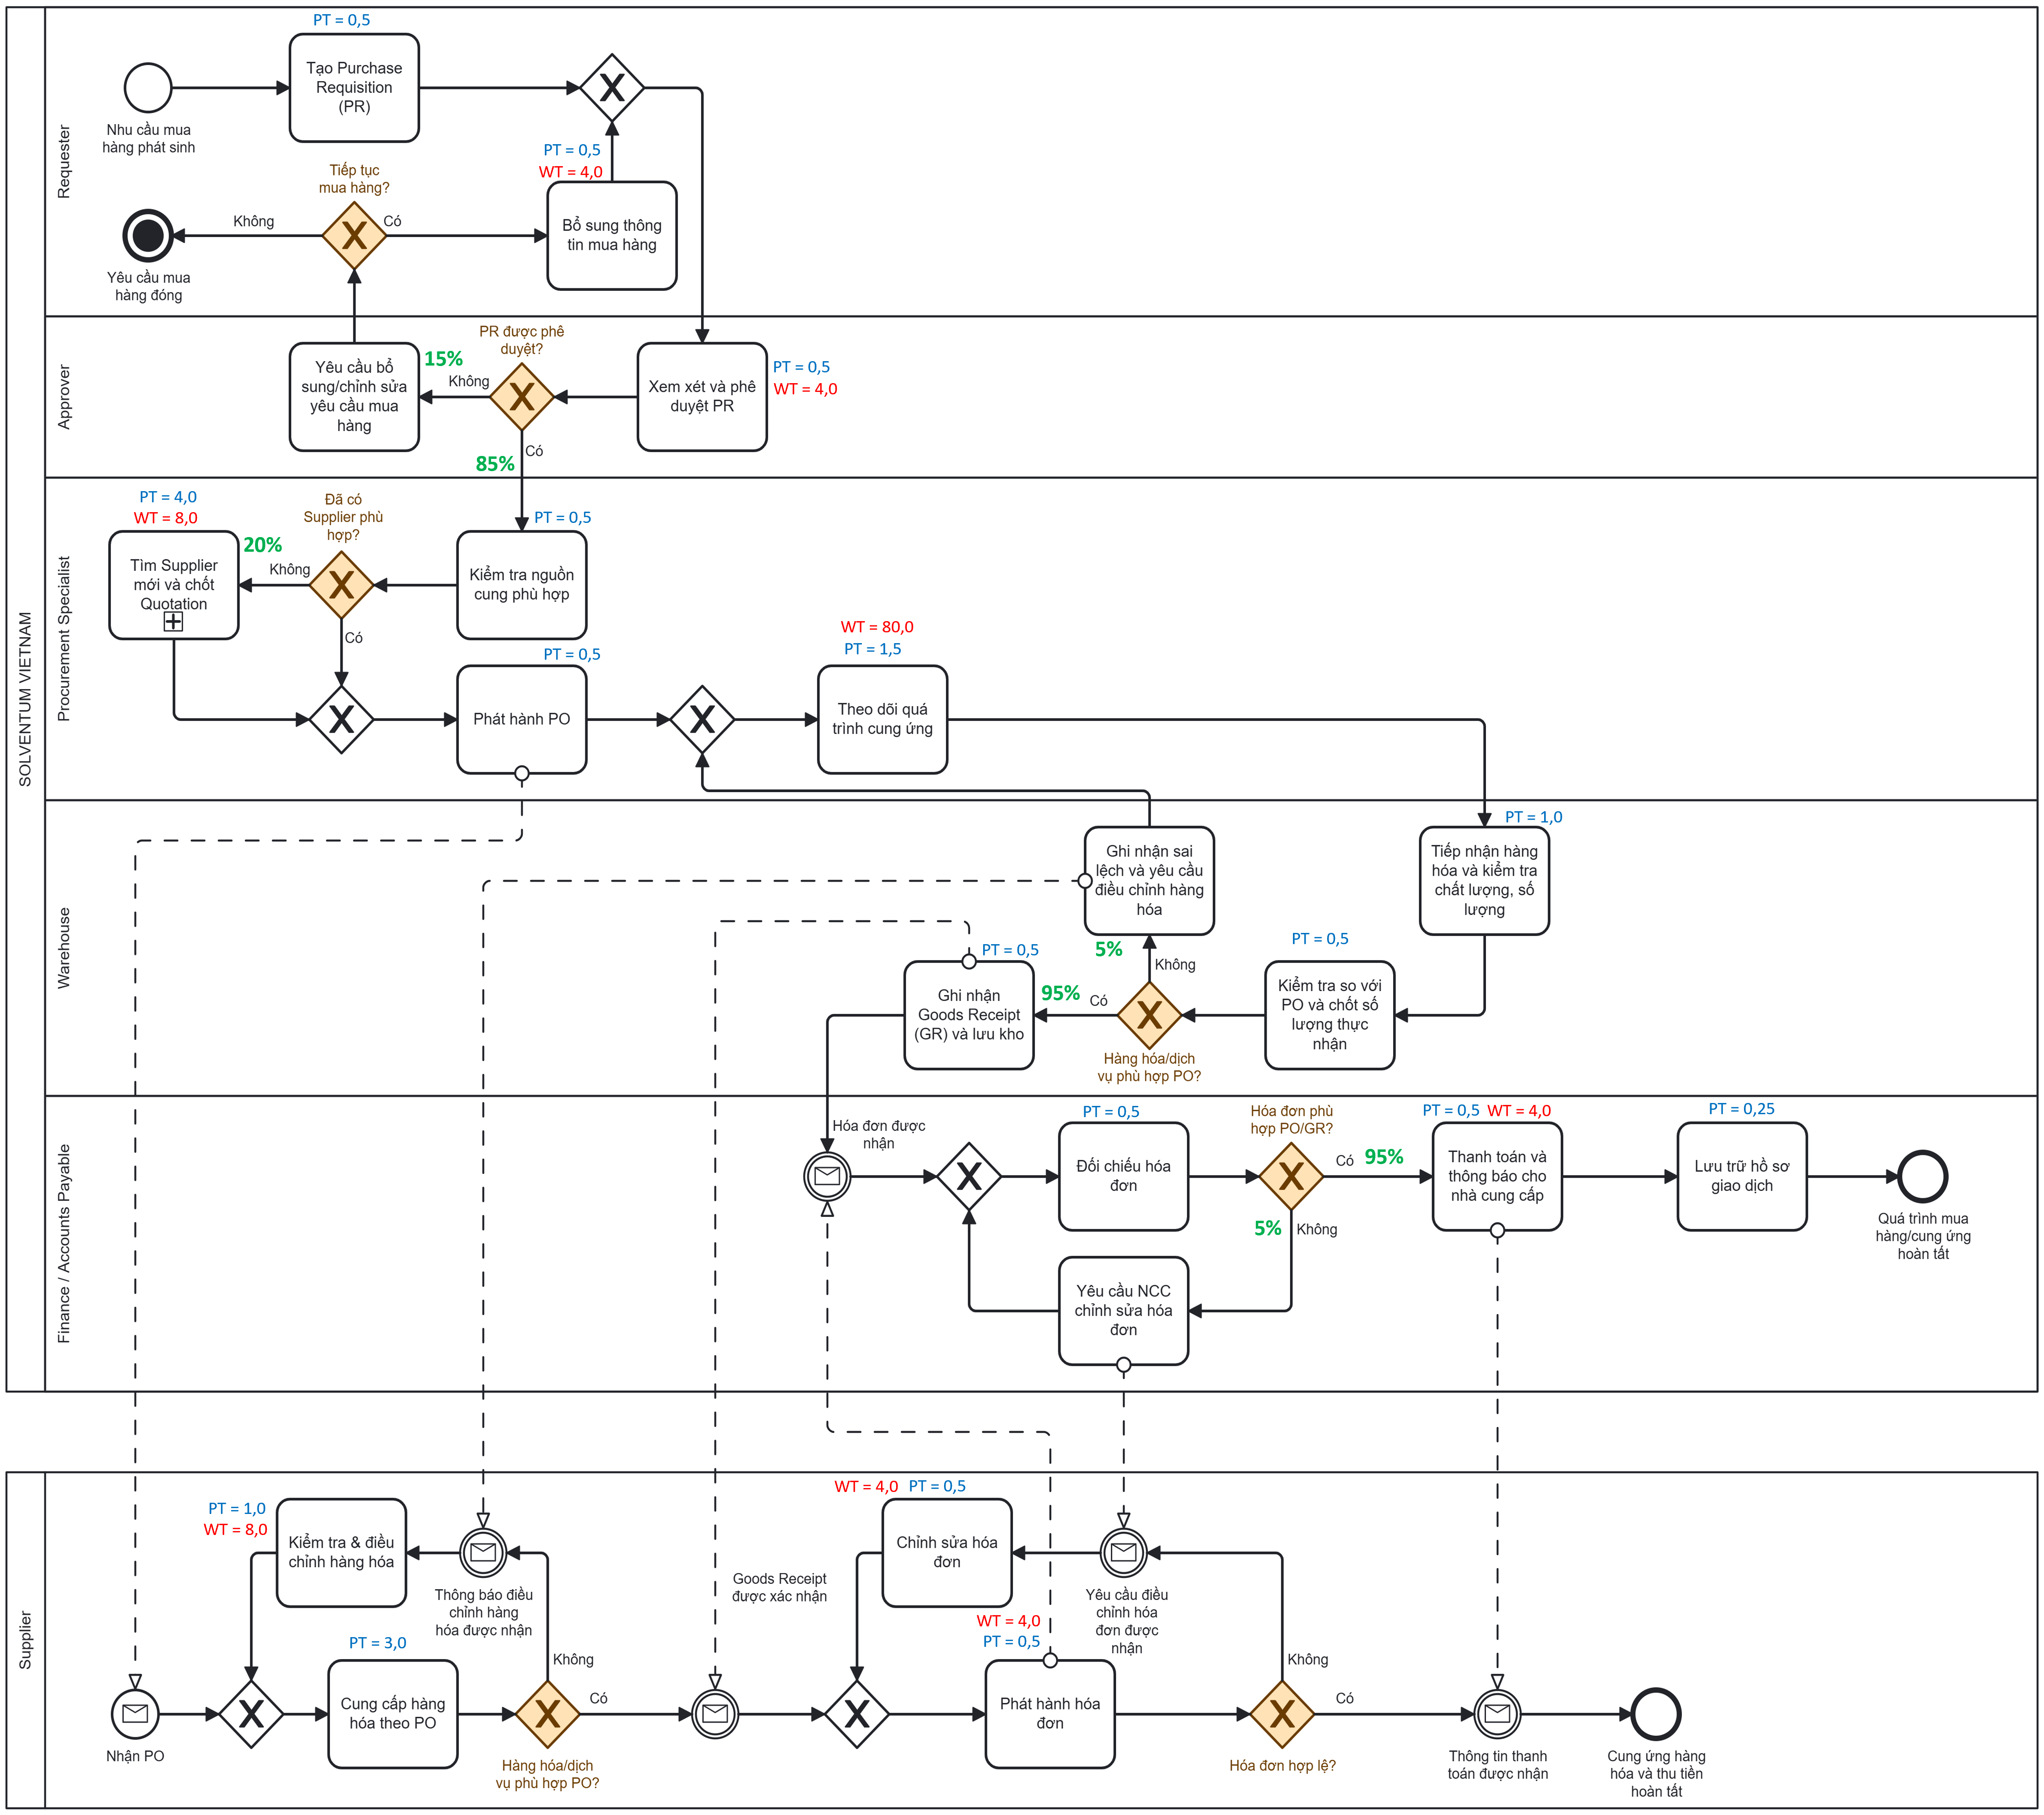 SOLVENTUM VIETNAM
Requester
PT = 0,5
Tạo Purchase
Requisition
(PR)
X
Nhu cầu mua
hàng phát sinh
PT = 0,5
WT = 4,0
Tiếp tục
mua hàng?
Không
X
Có
Bổ sung thông
tin mua hàng
Yêu cầu mua
hàng đóng
Approver
PR được phê
duyệt?
15%
Không
X
Yêu cầu bổ
sung/chỉnh sửa
yêu cầu mua
hàng
Xem xét và phê
duyệt PR
PT = 0,5
WT = 4,0
Có
85%
Procurement Specialist
PT = 4,0
WT = 8,0
Đã có
Supplier phù
hợp?
PT = 0,5
20%
Không
X
Tìm Supplier
mới và chốt
Quotation
Kiểm tra nguồn
cung phù hợp
Có
X
PT = 0,5
Phát hành PO
X
WT = 80,0
PT = 1,5
Theo dõi quá
trình cung ứng
Warehouse
PT = 1,0
Ghi nhận sai
lệch và yêu cầu
điều chỉnh hàng
hóa
Tiếp nhận hàng
hóa và kiểm tra
chất lượng, số
lượng
5%
Không
PT = 0,5
PT = 0,5
Ghi nhận
Goods Receipt
(GR) và lưu kho
95%
Có
X
Kiểm tra so với
PO và chốt số
lượng thực
nhận
Hàng hóa/dịch
vụ phù hợp PO?
Finance / Accounts Payable
Hóa đơn được
nhận
X
PT = 0,5
Đối chiếu hóa
đơn
Hóa đơn phù
hợp PO/GR?
X
Có
95%
PT = 0,5
WT = 4,0
Thanh toán và
thông báo cho
nhà cung cấp
PT = 0,25
Lưu trữ hồ sơ
giao dịch
Quá trình mua
hàng/cung ứng
hoàn tất
5%
Không
Yêu cầu NCC
chỉnh sửa hóa
đơn
Supplier
PT = 1,0
WT = 8,0
Kiểm tra & điều
chỉnh hàng hóa
Thông báo điều
chỉnh hàng
hóa được nhận
Goods Receipt
được xác nhận
WT = 4,0
PT = 0,5
Chỉnh sửa hóa
đơn
Yêu cầu điều
chỉnh hóa
đơn được
nhận
WT = 4,0
PT = 0,5
PT = 3,0
Không
Không
Nhận PO
X
Cung cấp hàng
hóa theo PO
X
Có
Hàng hóa/dịch
vụ phù hợp PO?
X
Phát hành hóa
đơn
X
Có
Hóa đơn hợp lệ?
Thông tin thanh
toán được nhận
Cung ứng hàng
hóa và thu tiền
hoàn tất